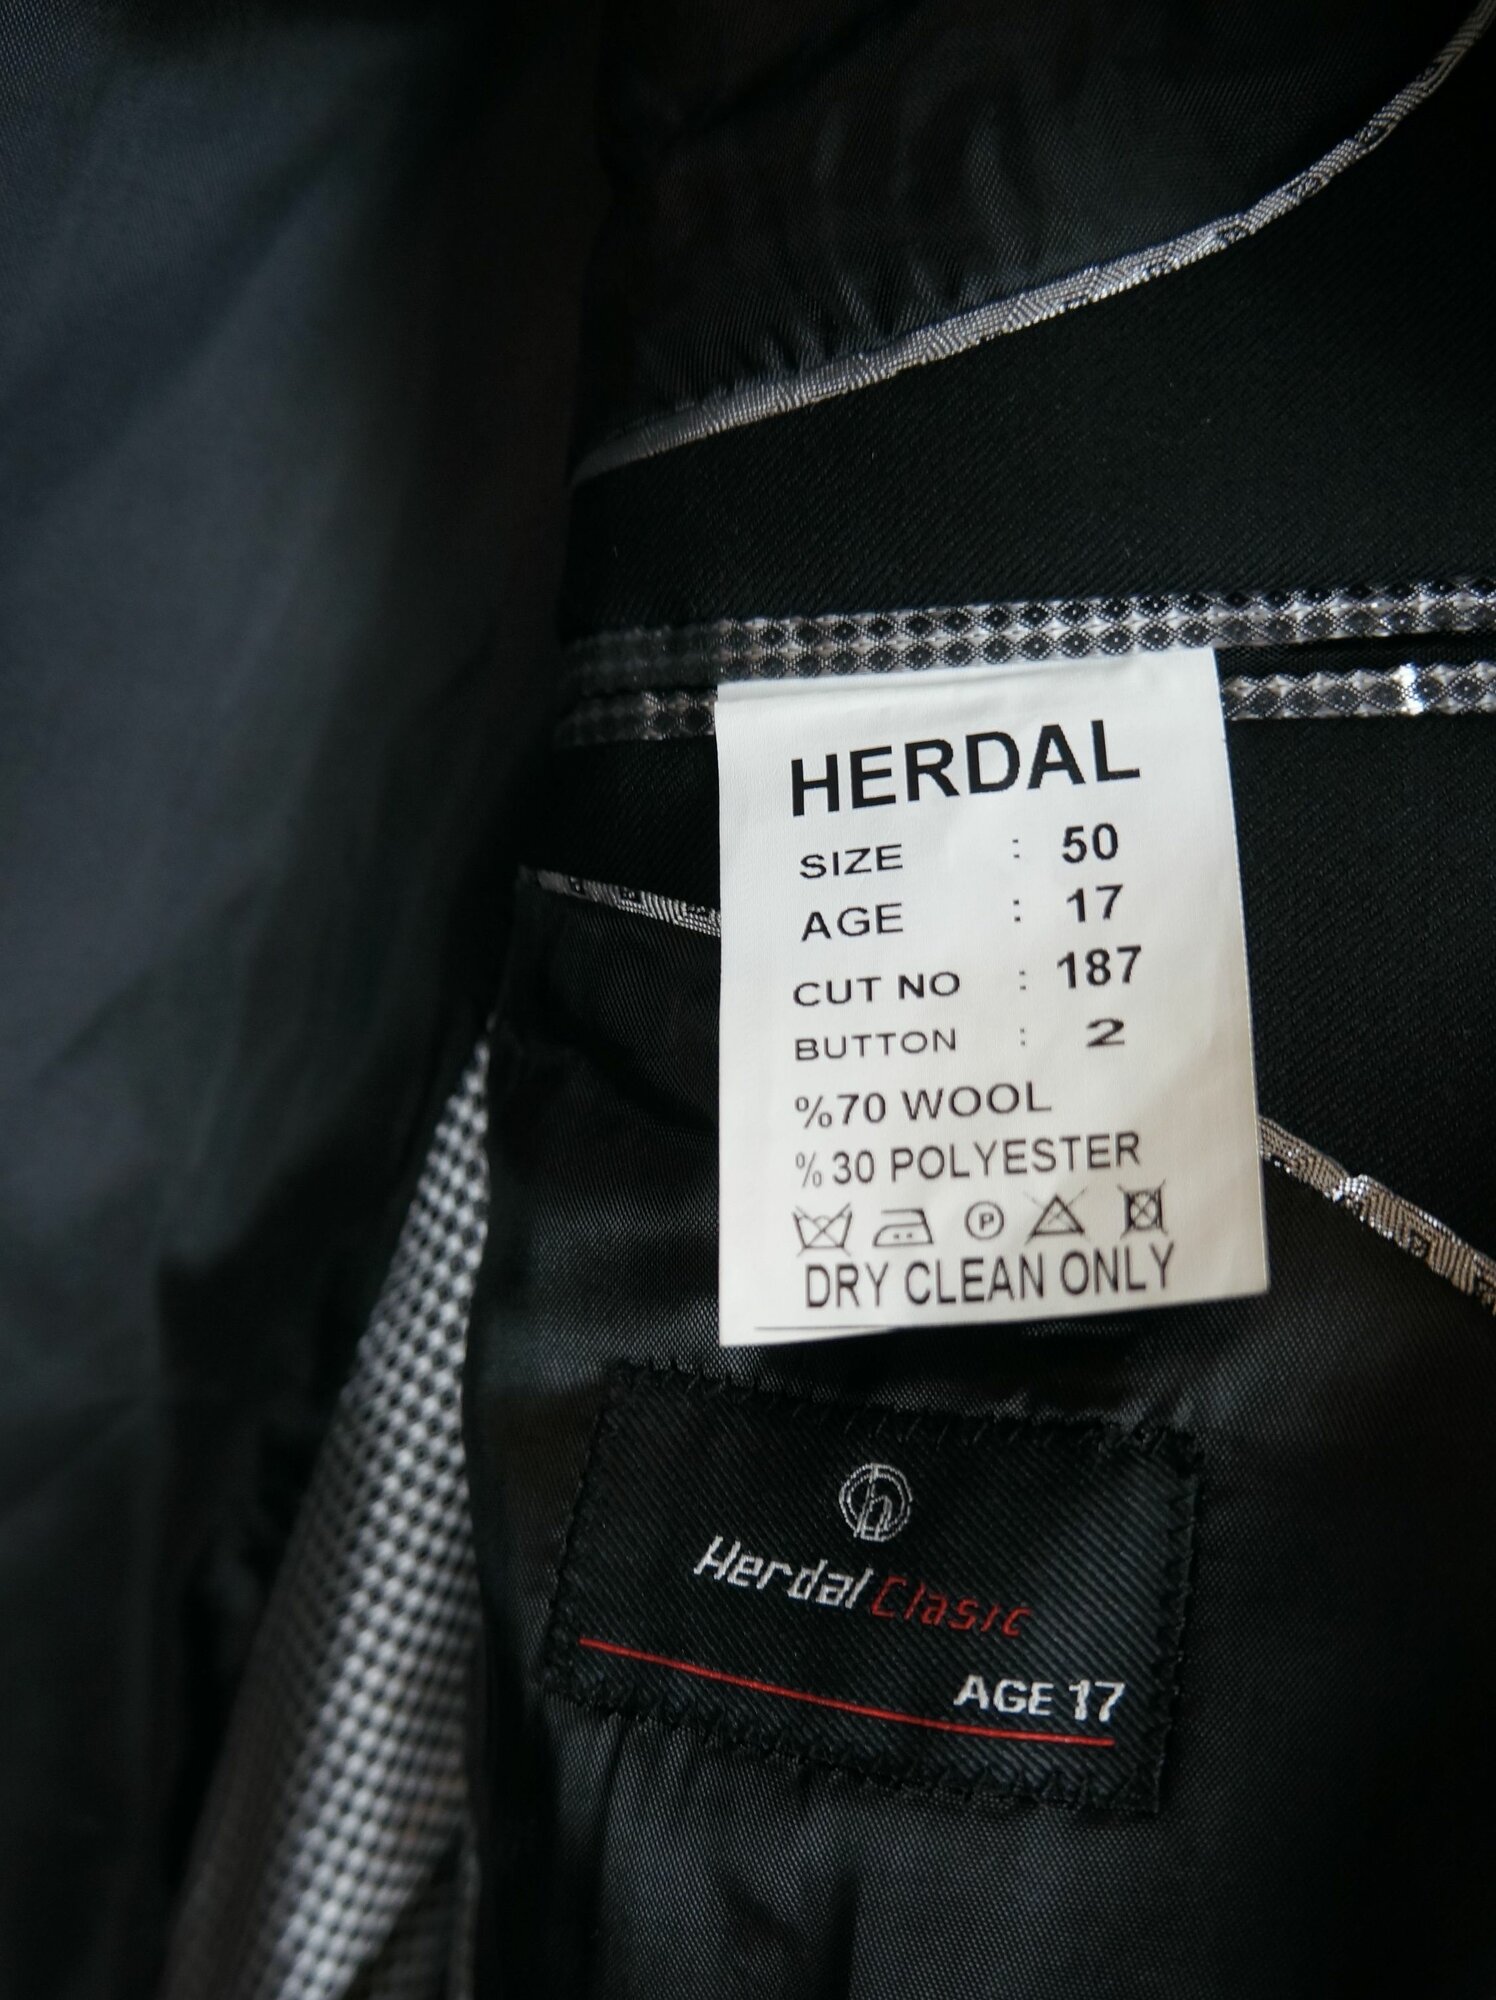 HERDAL
SIZE : 50
AGE : 17
CUT NO : 187
BUTTON : 2
%70 WOOL
%30 POLYESTER
P
DRY CLEAN ONLY
h
Herdal Clasic
AGE 17